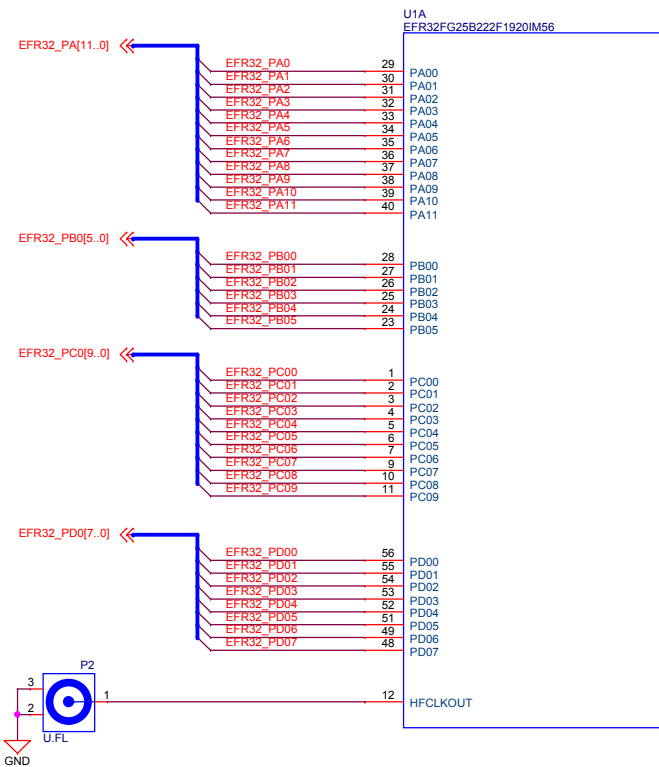 U1A
EFR32FG25B222F1920IM56
EFR32_PA[11..0]
EFR32_PA0 29 PA00
EFR32_PA1 30 PA01
EFR32_PA2 31 PA02
EFR32_PA3 32 PA03
EFR32_PA4 33 PA04
EFR32_PA5 34 PA05
EFR32_PA6 35 PA06
EFR32_PA7 36 PA07
EFR32_PA8 37 PA08
EFR32_PA9 38 PA09
EFR32_PA10 39 PA10
EFR32_PA11 40 PA11
EFR32_PB0[5..0]
EFR32_PB00 28 PB00
EFR32_PB01 27 PB01
EFR32_PB02 26 PB02
EFR32_PB03 25 PB03
EFR32_PB04 24 PB04
EFR32_PB05 23 PB05
EFR32_PC0[9..0]
EFR32_PC00 1 PC00
EFR32_PC01 2 PC01
EFR32_PC02 3 PC02
EFR32_PC03 4 PC03
EFR32_PC04 5 PC04
EFR32_PC05 6 PC05
EFR32_PC06 7 PC06
EFR32_PC07 9 PC07
EFR32_PC08 10 PC08
EFR32_PC09 11 PC09
EFR32_PD0[7..0]
EFR32_PD00 56 PD00
EFR32_PD01 55 PD01
EFR32_PD02 54 PD02
EFR32_PD03 53 PD03
EFR32_PD04 52 PD04
EFR32_PD05 51 PD05
EFR32_PD06 49 PD06
EFR32_PD07 48 PD07
P2
3
1 12 HFCLKOUT
2
U.FL
GND